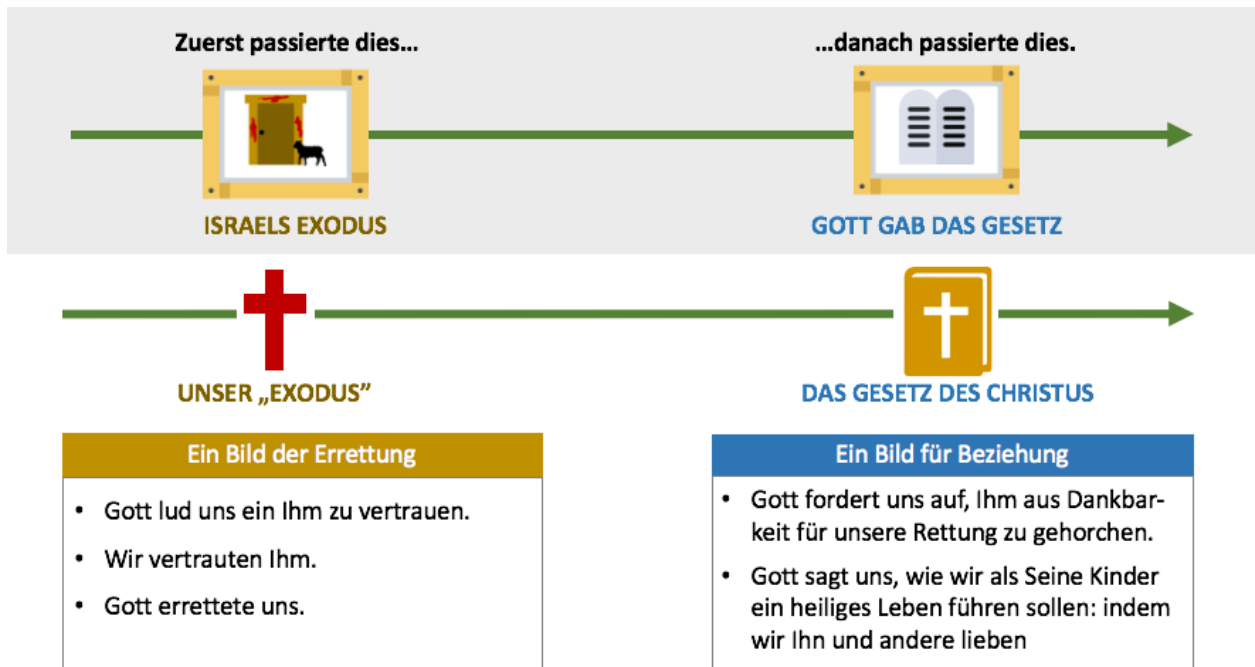 Zuerst passierte dies...
...danach passierte dies.
ISRAELS EXODUS
GOTT GAB DAS GESETZ
UNSER „EXODUS”
DAS GESETZ DES CHRISTUS
Ein Bild der Errettung
• Gott lud uns ein Ihm zu vertrauen.
• Wir vertrauten Ihm.
• Gott errettete uns.
Ein Bild für Beziehung
• Gott fordert uns auf, Ihm aus Dankbar-
keit für unsere Rettung zu gehorchen.
• Gott sagt uns, wie wir als Seine Kinder
ein heiliges Leben führen sollen: indem
wir Ihn und andere lieben